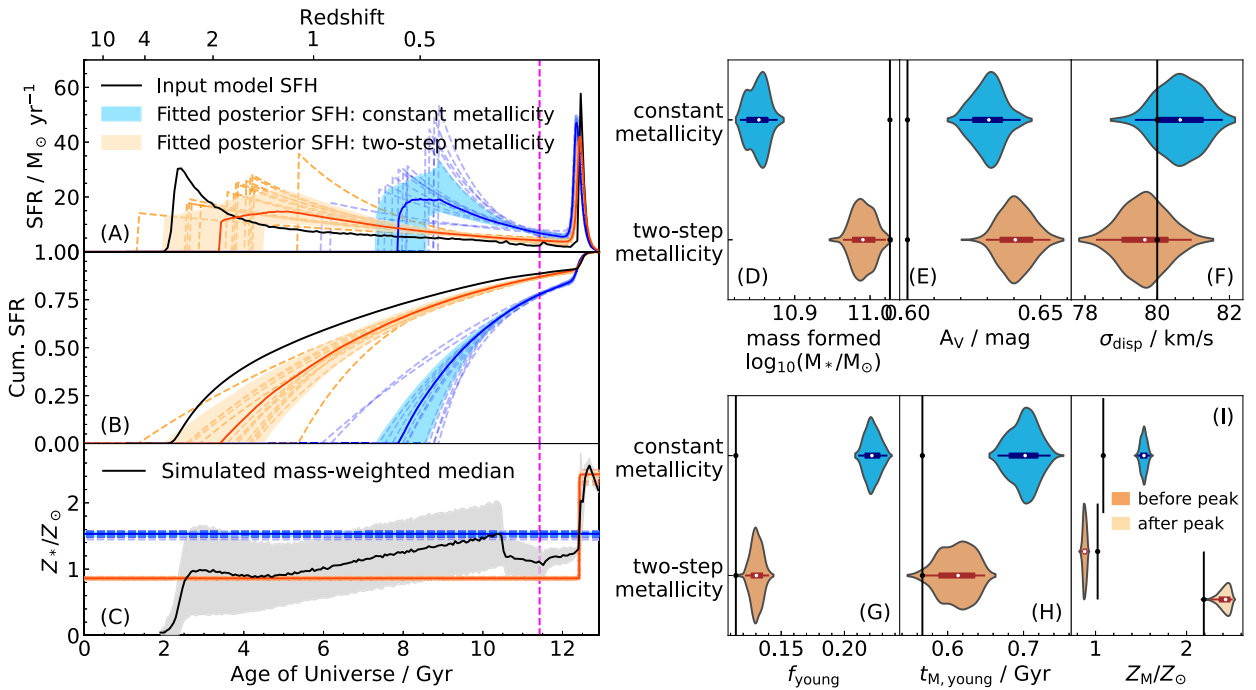 Redshift
10 4 2 1 0.5
SFR / M⊙ yr−1
60
40
20
Input model SFH
Fitted posterior SFH: constant metallicity
Fitted posterior SFH: two-step metallicity
(A)
Cum. SFR
1.00
0.75
0.50
0.25
0.00
(B)
Z*/Z⊙
2
1
0
Simulated mass-weighted median
(C)
0 2 4 6 8 10 12
Age of Universe / Gyr
constant
metallicity
two-step
metallicity
(D) (E) (F)
10.9 11.0 0.60 0.65 78 80 82
mass formed
log10(M*/M⊙)
AV / mag
σdisp / km/s
constant
metallicity
two-step
metallicity
(I)
before peak
after peak
(G) (H)
0.15 0.20 0.6 0.7 1 2
fyoung tM, young / Gyr ZM/Z⊙